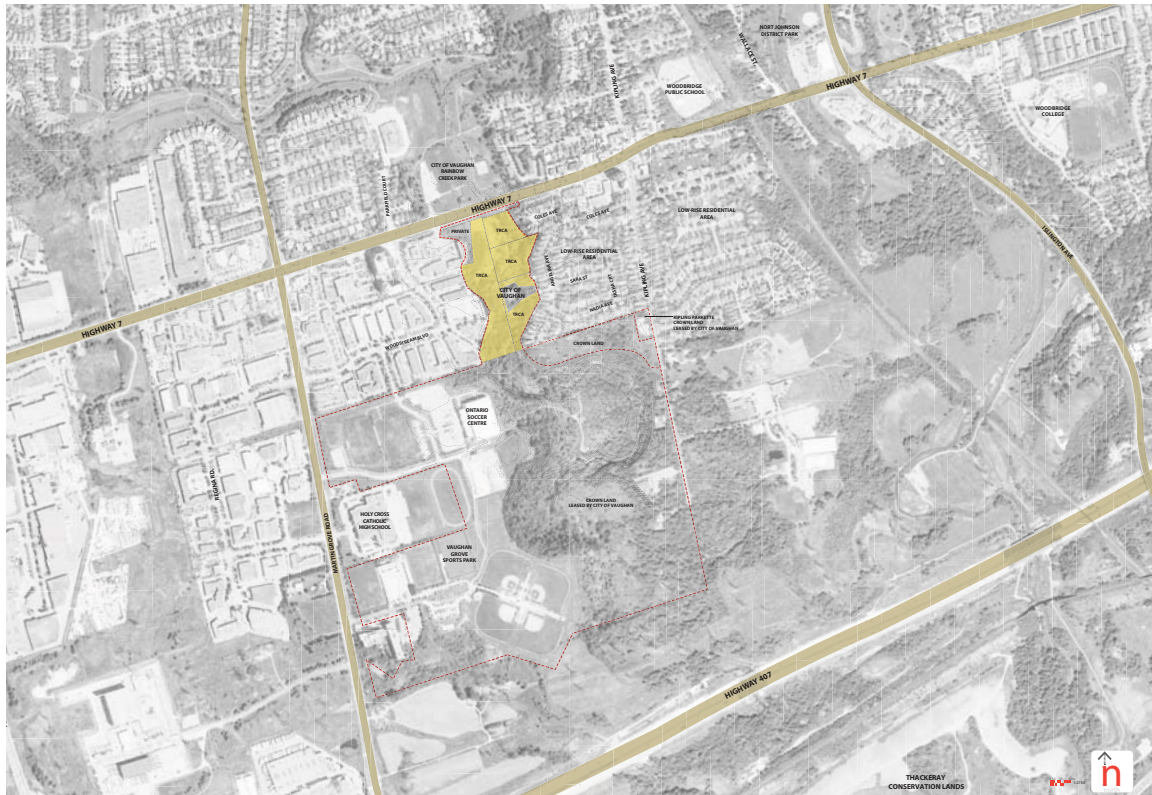 NORT JOHNSON
DISTRICT PARK
WALLACE ST.
KIPLING AVE
HIGHWAY 7
WOODBRIDGE
PUBLIC SCHOOL
WOODBRIDGE
COLLEGE
CITY OF VAUGHAN
RAINBOW
CREEK PARK
HIGHWAY 7
COLES AVE
COLES AVE
LOW-RISE RESIDENTIAL
AREA
PRIVATE
TRCA
ISLINGTON AVE
LOW-RISE RESIDENTIAL
AREA
TRCA
TRCA
SARA ST
KIPLING AVE
CITY OF
VAUGHAN
NADIA AVE
TRCA
KIPLING PARKETTE
CROWN LAND
LEASED BY CITY OF VAUGHAN
HIGHWAY 7
WOODSTREAM BLVD
CROWN LAND
ONTARIO
SOCCER
CENTRE
REGINA RD.
CROWN LAND
LEASED BY CITY OF VAUGHAN
HOLY CROSS
CATHOLIC
HIGH SCHOOL
MARTIN GROVE ROAD
VAUGHAN
GROVE
SPORTS PARK
HIGHWAY 407
THACKERAY
CONSERVATION LANDS
n